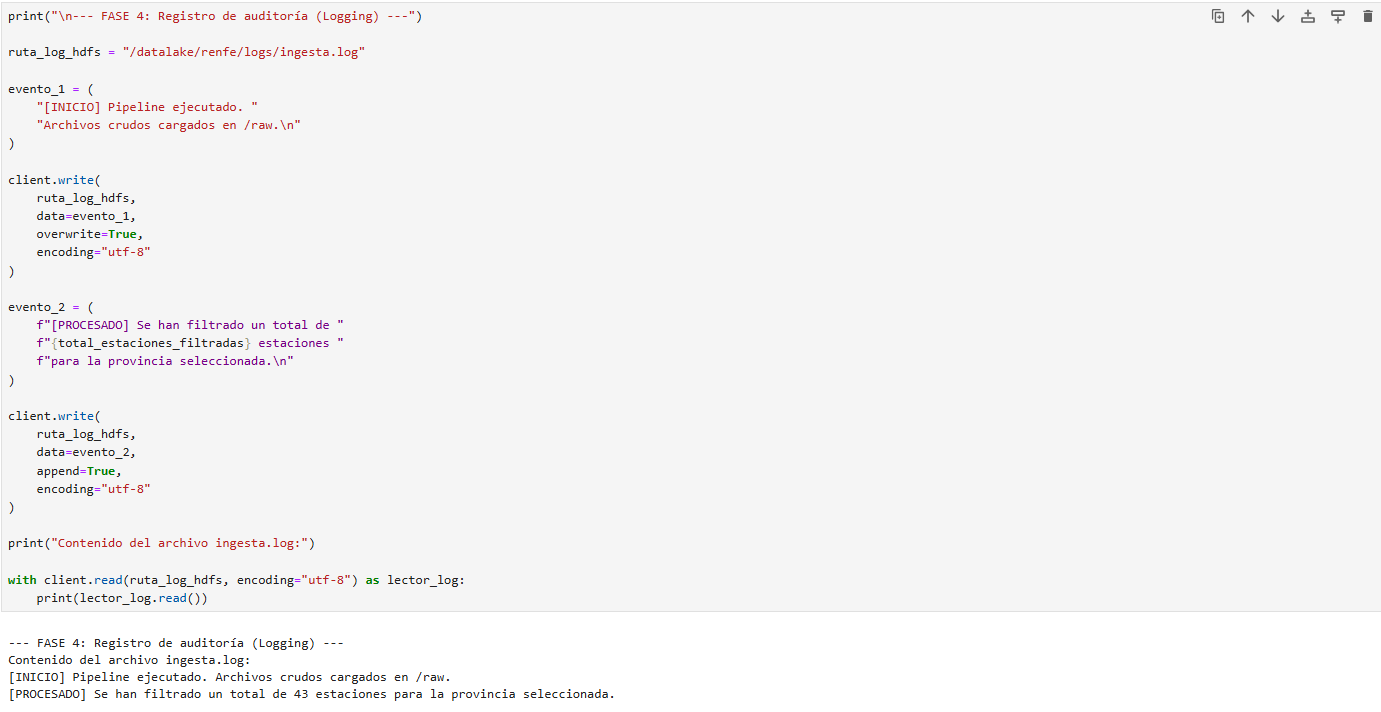 print("\n--- FASE 4: Registro de auditoría (Logging) ---")
ruta_log_hdfs = "/datalake/renfe/logs/ingesta.log"
evento_1 = (
    "[INICIO] Pipeline ejecutado. "
    "Archivos crudos cargados en /raw.\n"
)
client.write(
    ruta_log_hdfs,
    data=evento_1,
    overwrite=True,
    encoding="utf-8"
)
evento_2 = (
    f"[PROCESADO] Se han filtrado un total de "
    f"{total_estaciones_filtradas} estaciones "
    f"para la provincia seleccionada.\n"
)
client.write(
    ruta_log_hdfs,
    data=evento_2,
    append=True,
    encoding="utf-8"
)
print("Contenido del archivo ingesta.log:")
with client.read(ruta_log_hdfs, encoding="utf-8") as lector_log:
    print(lector_log.read())
--- FASE 4: Registro de auditoría (Logging) ---
Contenido del archivo ingesta.log:
[INICIO] Pipeline ejecutado. Archivos crudos cargados en /raw.
[PROCESADO] Se han filtrado un total de 43 estaciones para la provincia seleccionada.